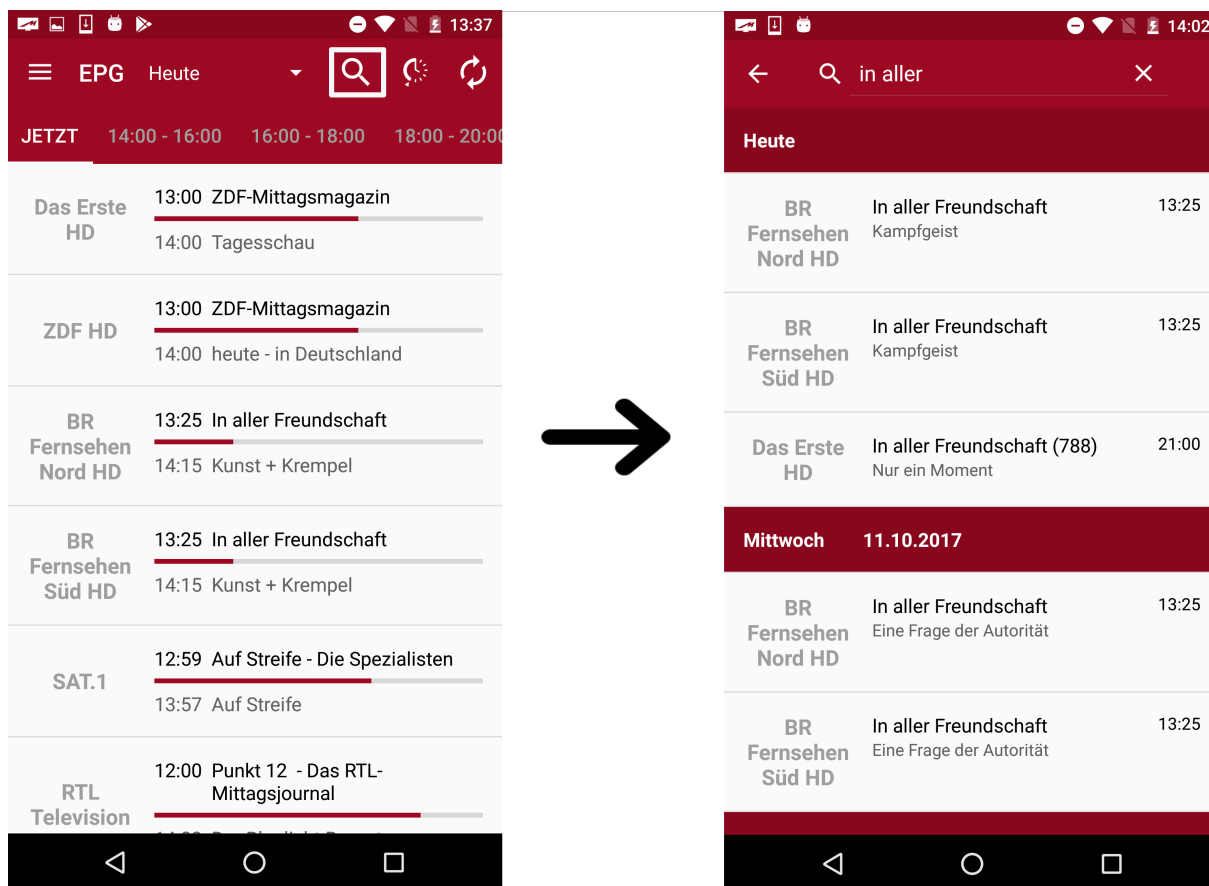 13:37
EPG Heute
JETZT 14:00 - 16:00 16:00 - 18:00 18:00 - 20:00
Das Erste HD
13:00 ZDF-Mittagsmagazin
14:00 Tagesschau
ZDF HD
13:00 ZDF-Mittagsmagazin
14:00 heute - in Deutschland
BR
Fernsehen
Nord HD
13:25 In aller Freundschaft
14:15 Kunst + Krempel
BR
Fernsehen
Süd HD
13:25 In aller Freundschaft
14:15 Kunst + Krempel
SAT.1
12:59 Auf Streife - Die Spezialisten
13:57 Auf Streife
RTL
Television
12:00 Punkt 12 - Das RTL-
Mittagsjournal
14:02
in aller
Heute
BR
Fernsehen
Nord HD
In aller Freundschaft 13:25
Kampfgeist
BR
Fernsehen
Süd HD
In aller Freundschaft 13:25
Kampfgeist
Das Erste
HD
In aller Freundschaft (788) 21:00
Nur ein Moment
Mittwoch 11.10.2017
BR
Fernsehen
Nord HD
In aller Freundschaft 13:25
Eine Frage der Autorität
BR
Fernsehen
Süd HD
In aller Freundschaft 13:25
Eine Frage der Autorität